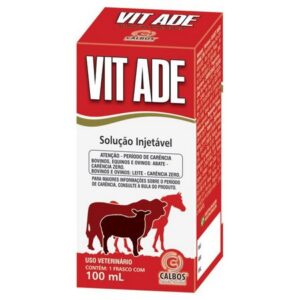 VIT ADE
Solução Injetável
ATENÇÃO - PERÍODO DE CARÊNCIA
BOVINOS, EQUINOS E OVINOS: ABATE -
CARÊNCIA ZERO.
BOVINOS E OVINOS: LEITE - CARÊNCIA ZERO.
PARA MAIORES INFORMAÇÕES SOBRE O PERÍODO
DE CARÊNCIA, CONSULTE A BULA DO PRODUTO.
USO VETERINÁRIO
CONTÉM: 1 FRASCO COM
100 mL
CALBOS